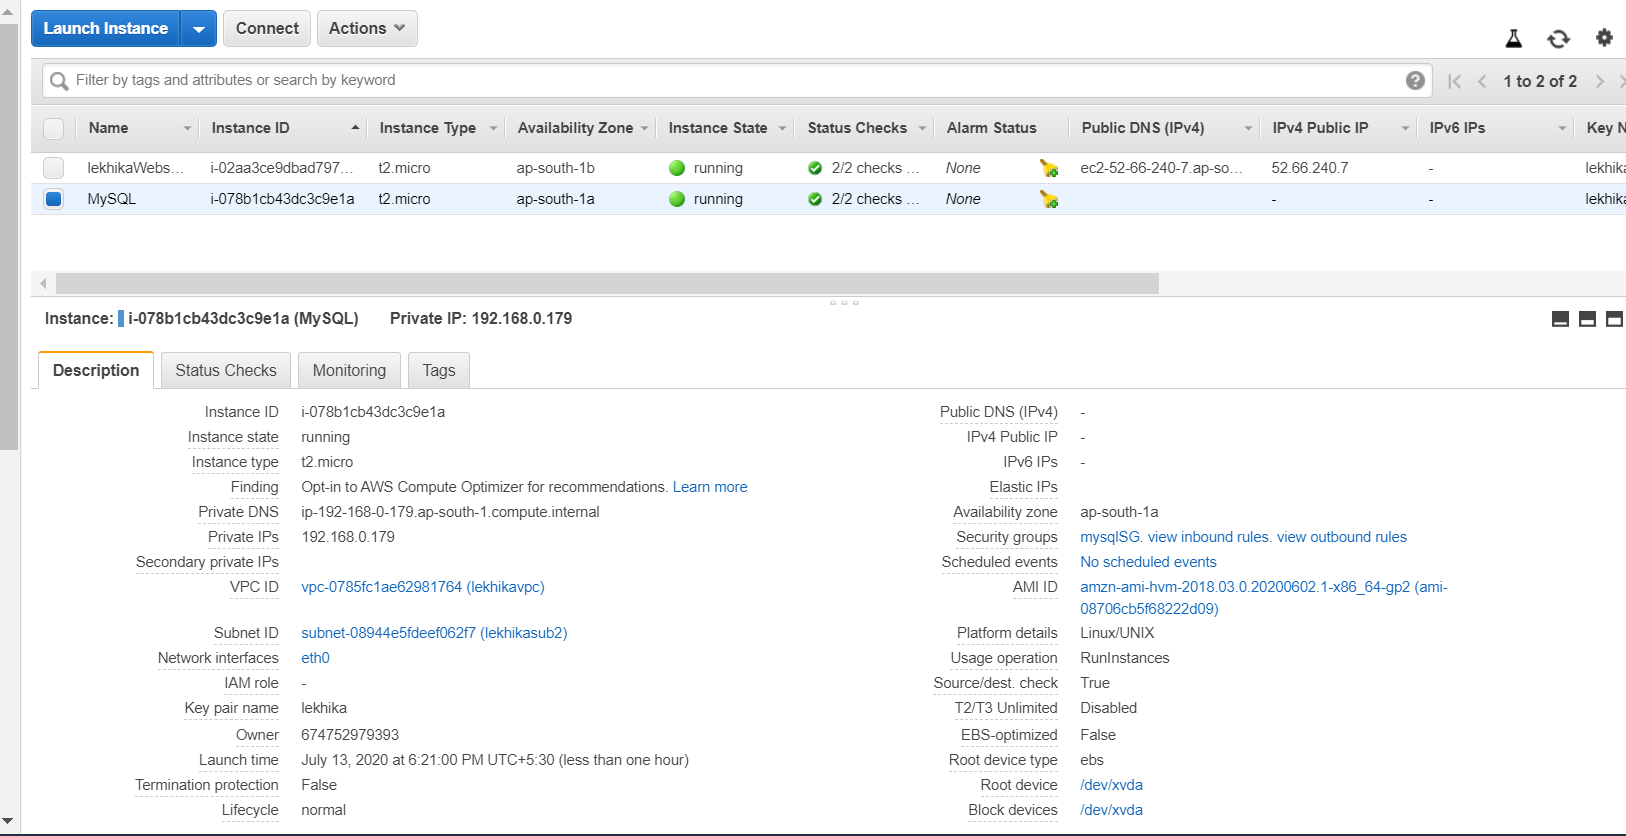 Launch Instance Connect Actions
Filter by tags and attributes or search by keyword 1 to 2 of 2
Name Instance ID Instance Type Availability Zone Instance State Status Checks Alarm Status Public DNS (IPv4) IPv4 Public IP IPv6 IPs Key N
lekhikaWebs... i-02aa3ce9dbad797... t2.micro ap-south-1b running 2/2 checks ... None ec2-52-66-240-7.ap-so... 52.66.240.7 - lekhika
MySQL i-078b1cb43dc3c9e1a t2.micro ap-south-1a running 2/2 checks ... None - - lekhika
Instance: i-078b1cb43dc3c9e1a (MySQL) Private IP: 192.168.0.179
Description Status Checks Monitoring Tags
Instance ID i-078b1cb43dc3c9e1a Public DNS (IPv4) -
Instance state running IPv4 Public IP -
Instance type t2.micro IPv6 IPs -
Finding Opt-in to AWS Compute Optimizer for recommendations. Learn more Elastic IPs
Private DNS ip-192-168-0-179.ap-south-1.compute.internal Availability zone ap-south-1a
Private IPs 192.168.0.179 Security groups mysqlSG. view inbound rules. view outbound rules
Secondary private IPs Scheduled events No scheduled events
VPC ID vpc-0785fc1ae62981764 (lekhikavpc) AMI ID amzn-ami-hvm-2018.03.0.20200602.1-x86_64-gp2 (ami-
08706cb5f68222d09)
Subnet ID subnet-08944e5fdeef062f7 (lekhikasub2) Platform details Linux/UNIX
Network interfaces eth0 Usage operation RunInstances
IAM role - Source/dest. check True
Key pair name lekhika T2/T3 Unlimited Disabled
Owner 674752979393 EBS-optimized False
Launch time July 13, 2020 at 6:21:00 PM UTC+5:30 (less than one hour) Root device type ebs
Termination protection False Root device /dev/xvda
Lifecycle normal Block devices /dev/xvda